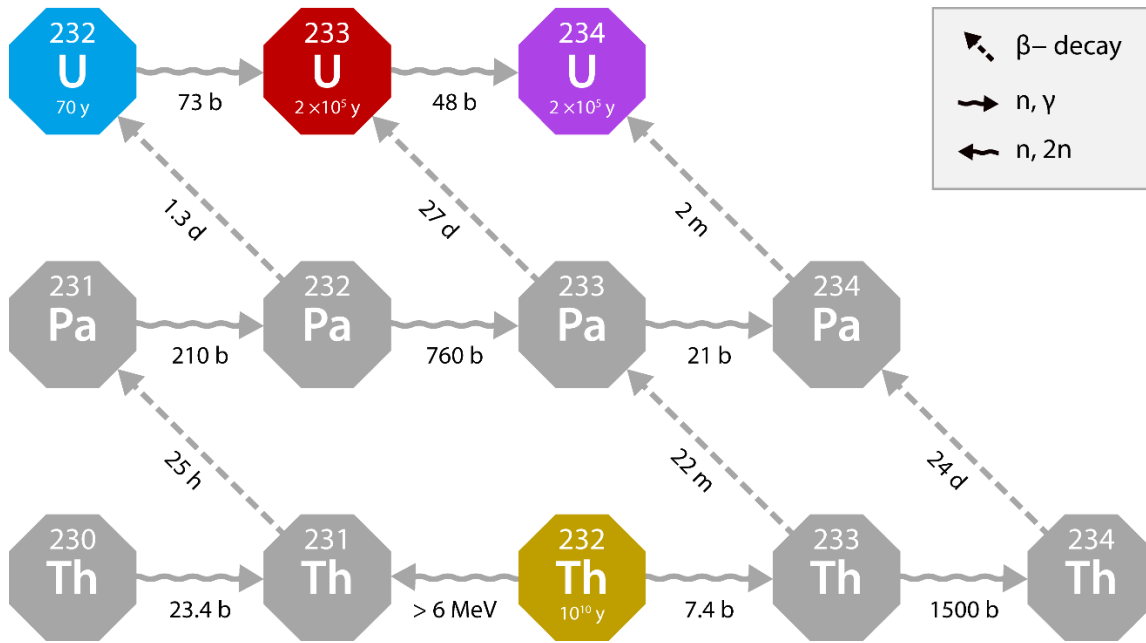 232
U
70 y
73 b
233
U
2 ×10⁵ y
48 b
234
U
2 ×10⁵ y
β− decay
n, γ
n, 2n
1.3 d
27 d
2 m
231
Pa
210 b
232
Pa
760 b
233
Pa
21 b
234
Pa
25 h
22 m
24 d
230
Th
23.4 b
231
Th
> 6 MeV
232
Th
10¹⁰ y
7.4 b
233
Th
1500 b
234
Th